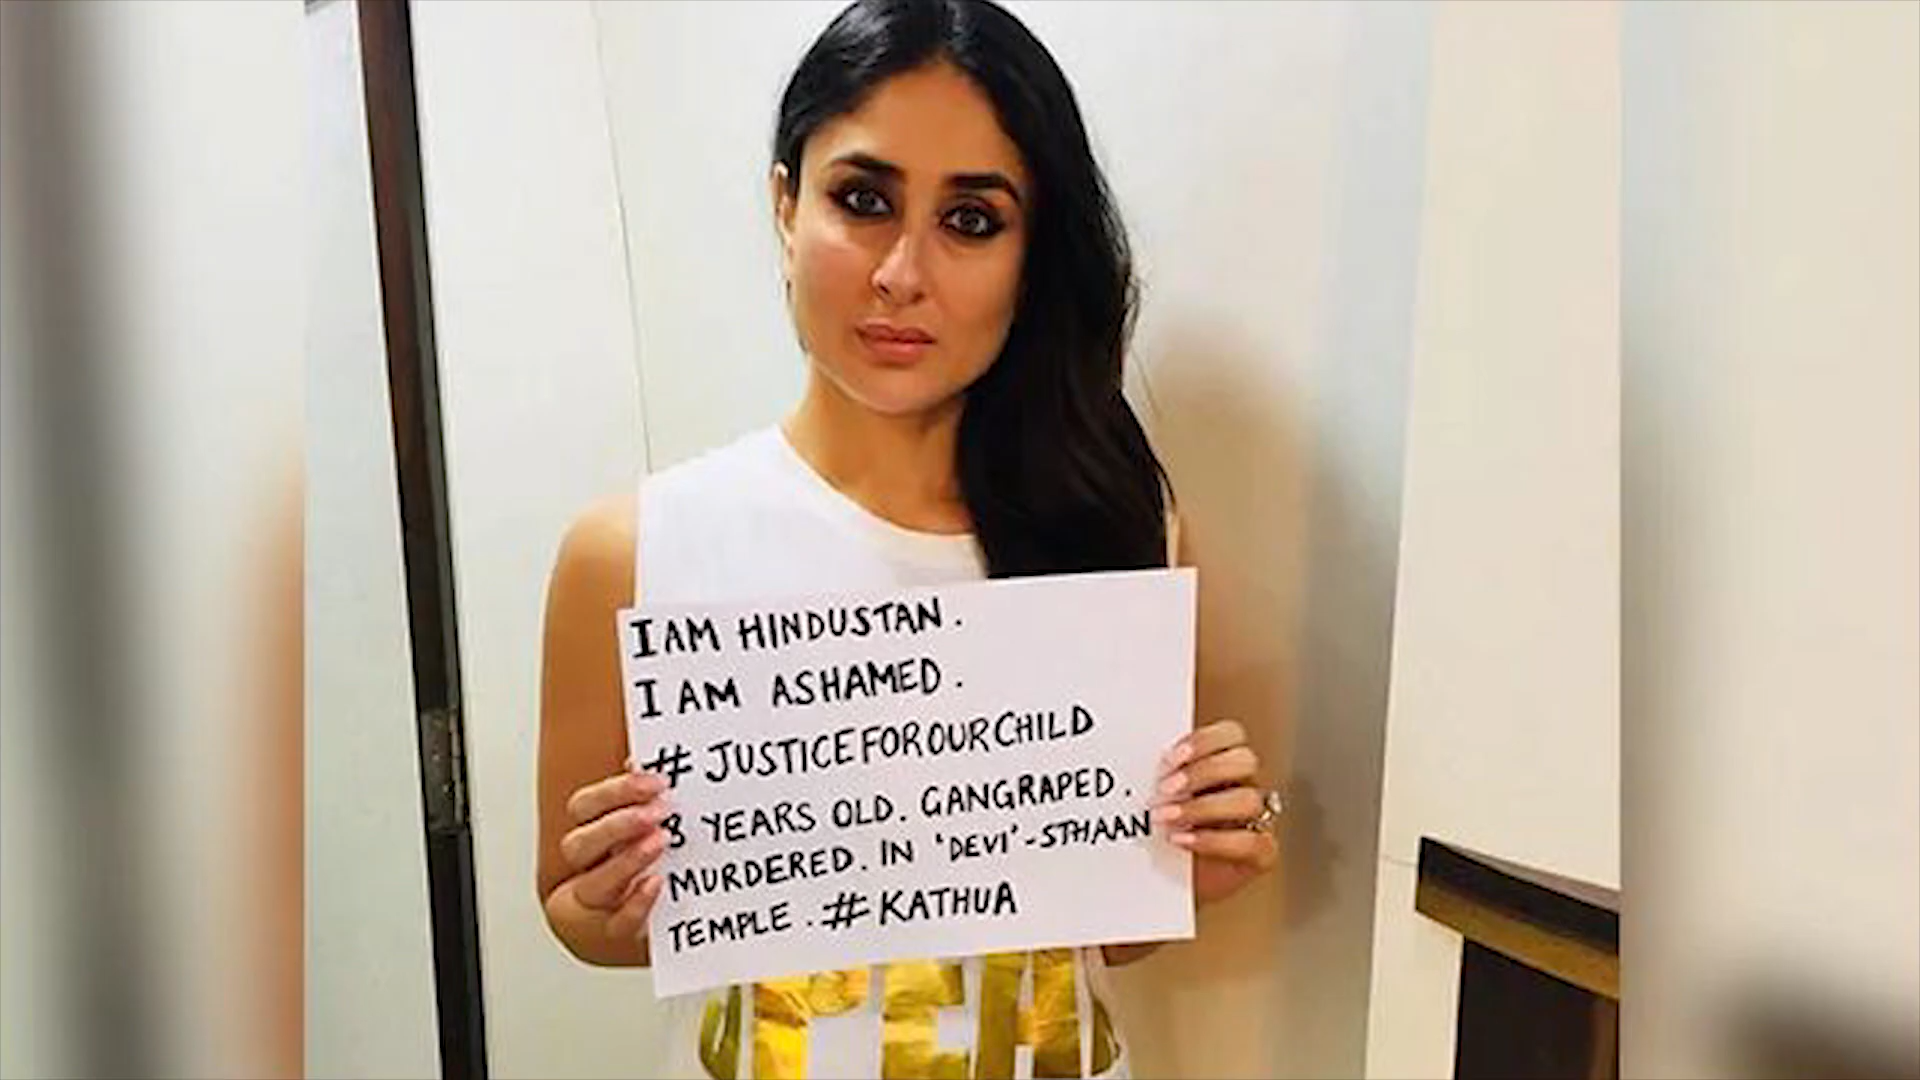 I AM HINDUSTAN.
I AM ASHAMED.
# JUSTICEFOROURCHILD
8 YEARS OLD. GANGRAPED.
MURDERED. IN 'DEVI'-STHAAN
TEMPLE. # KATHUA